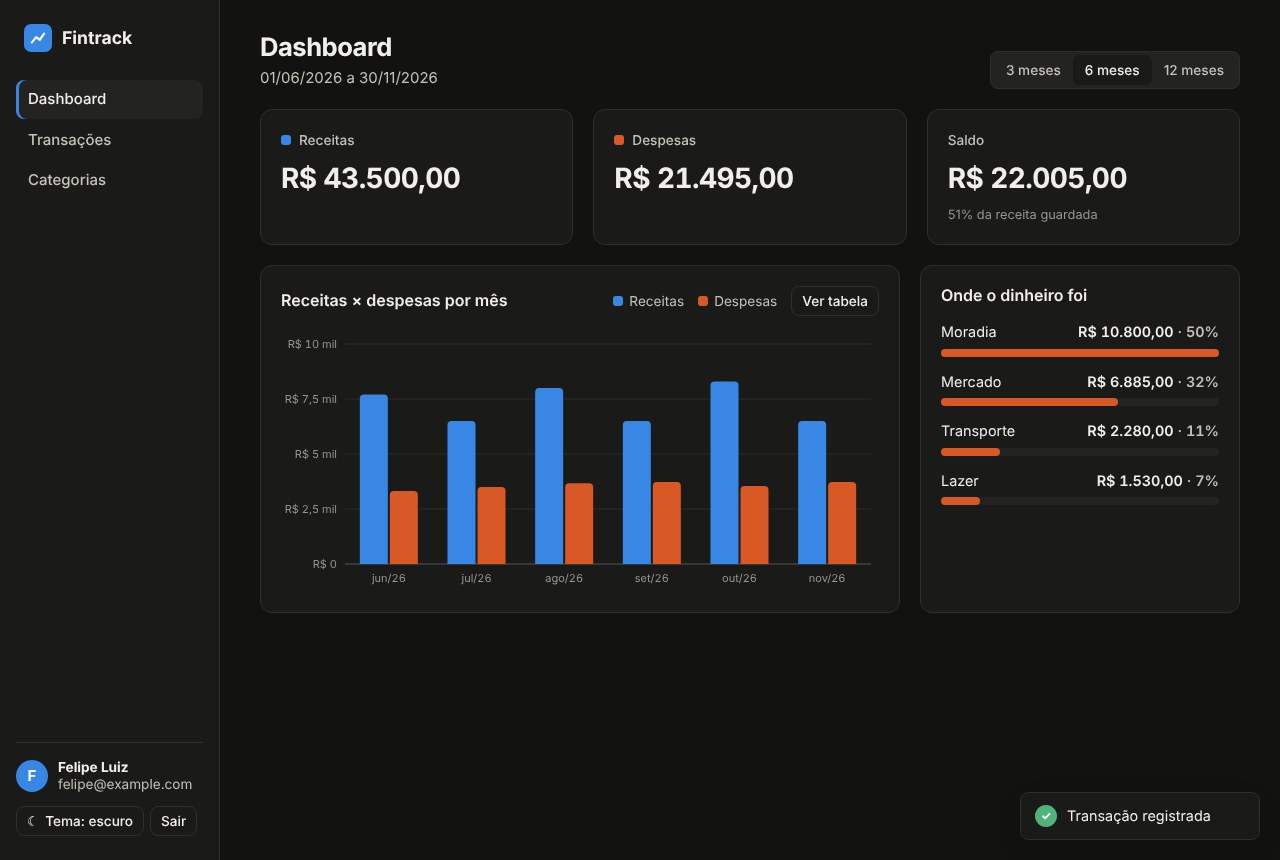 Fintrack
Dashboard
Transações
Categorias
Felipe Luiz
F
felipe@example.com
Tema: escuro
Sair
Dashboard
01/06/2026 a 30/11/2026
3 meses
6 meses
12 meses
Receitas
R$ 43.500,00
Despesas
R$ 21.495,00
Saldo
R$ 22.005,00
51% da receita guardada
Receitas × despesas por mês
Receitas
Despesas
Ver tabela
R$ 10 mil
R$ 7,5 mil
R$ 5 mil
R$ 2,5 mil
R$ 0
jun/26
jul/26
ago/26
set/26
out/26
nov/26
Onde o dinheiro foi
Moradia R$ 10.800,00 · 50%
Mercado R$ 6.885,00 · 32%
Transporte R$ 2.280,00 · 11%
Lazer R$ 1.530,00 · 7%
Transação registrada